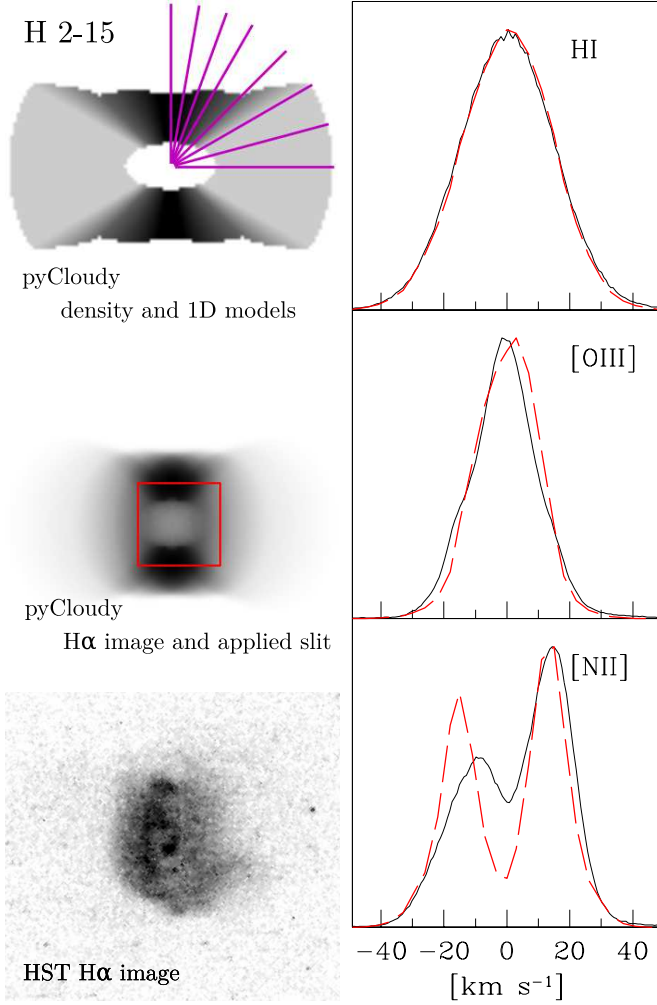 H 2-15
pyCloudy
density and 1D models
pyCloudy
Hα image and applied slit
HST Hα image
HI
[OIII]
[NII]
−40 −20 0 20 40
[km s⁻¹]